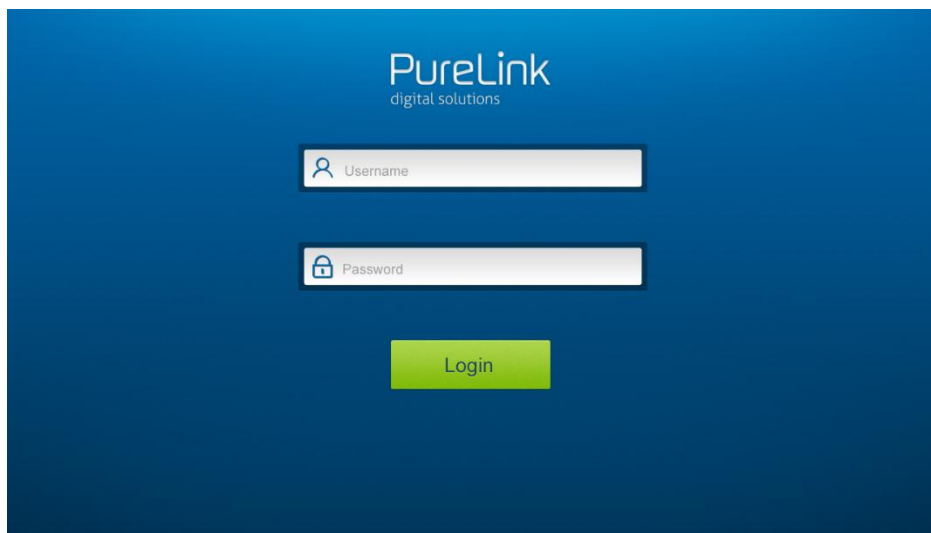 PureLink
digital solutions
Username
Password
Login